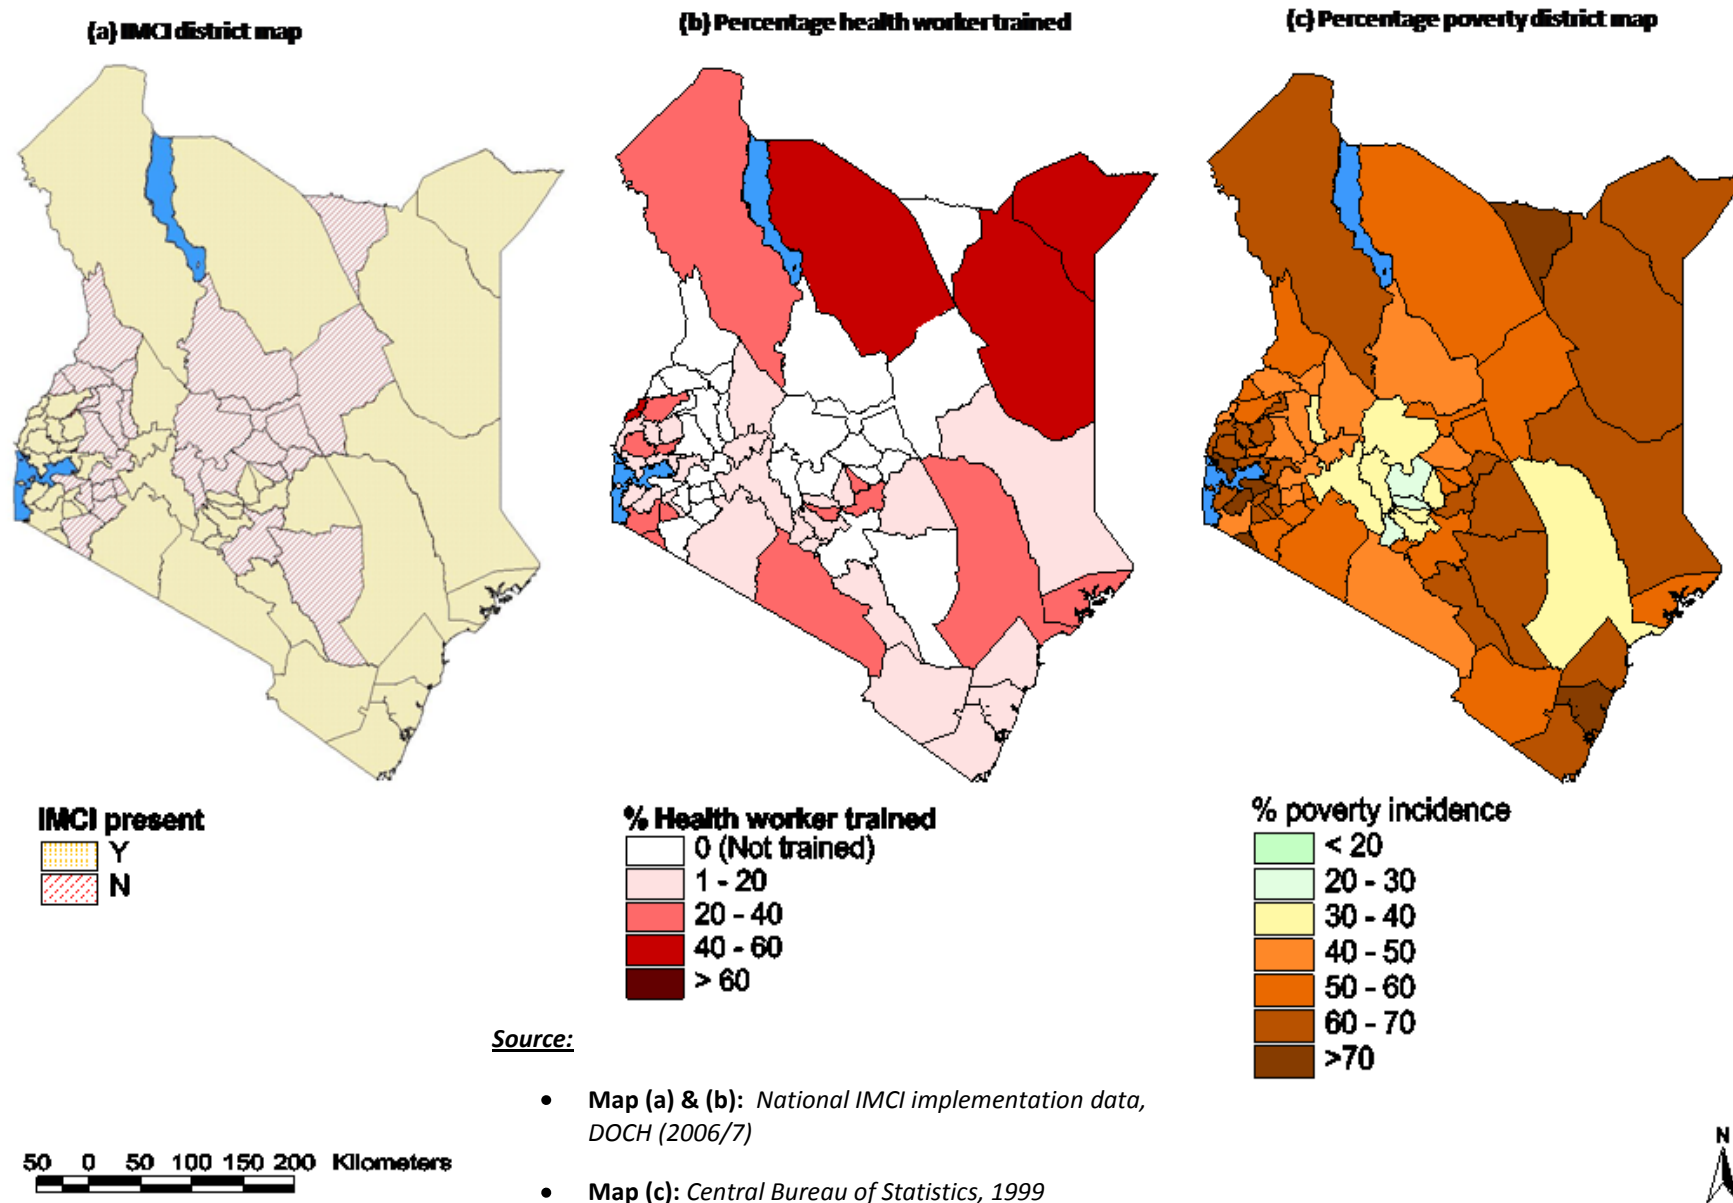 (a) IMCI district map
(b) Percentage health worker trained
(c) Percentage poverty district map
IMCI present
Y
N
% Health worker trained
0 (Not trained)
1 - 20
20 - 40
40 - 60
> 60
% poverty incidence
< 20
20 - 30
30 - 40
40 - 50
50 - 60
60 - 70
>70
Source:
• Map (a) & (b): National IMCI implementation data,
DOCH (2006/7)
• Map (c): Central Bureau of Statistics, 1999
50 0 50 100 150 200 Kilometers
N